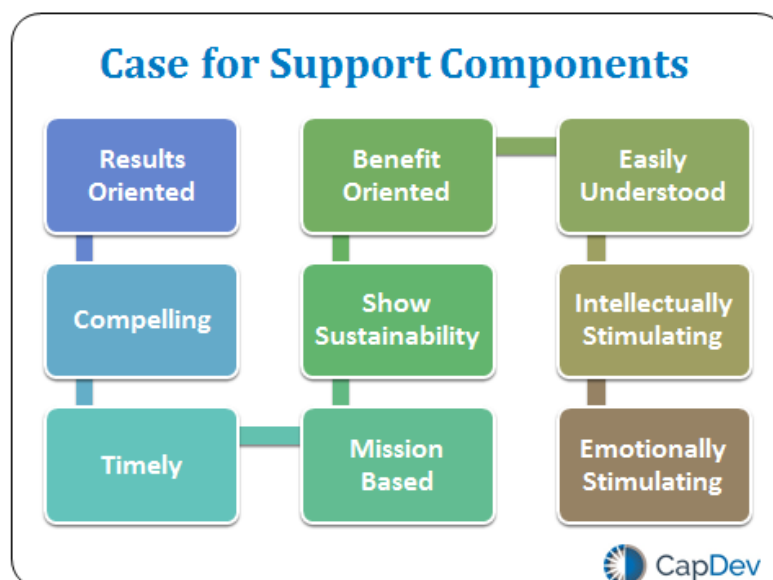 Case for Support Components
Results
Oriented
Compelling
Timely
Mission
Based
Show
Sustainability
Benefit
Oriented
Easily
Understood
Intellectually
Stimulating
Emotionally
Stimulating
CapDev